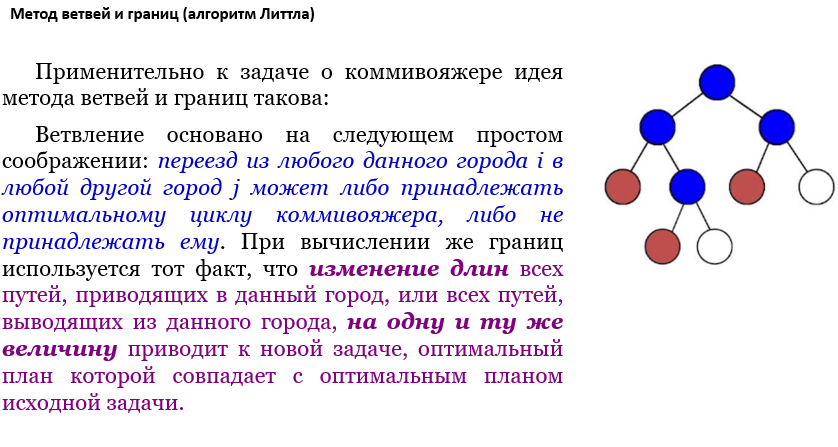 Метод ветвей и границ (алгоритм Литтла)
Применительно к задаче о коммивояжере идея
метода ветвей и границ такова:
Ветвление основано на следующем простом
соображении: переезд из любого данного города i в
любой другой город j может либо принадлежать
оптимальному циклу коммивояжера, либо не
принадлежать ему. При вычислении же границ
используется тот факт, что изменение длин всех
путей, приводящих в данный город, или всех путей,
выводящих из данного города, на одну и ту же
величину приводит к новой задаче, оптимальный
план которой совпадает с оптимальным планом
исходной задачи.